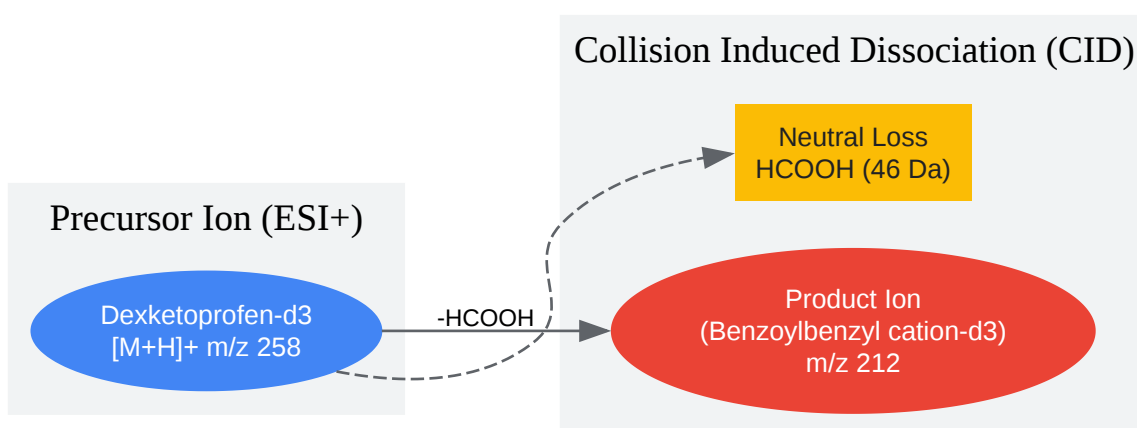 Collision Induced Dissociation (CID)
Neutral Loss
HCOOH (46 Da)
Precursor Ion (ESI+)
Dexketoprofen-d3
[M+H]+ m/z 258
-HCOOH
Product Ion
(Benzoylbenzyl cation-d3)
m/z 212